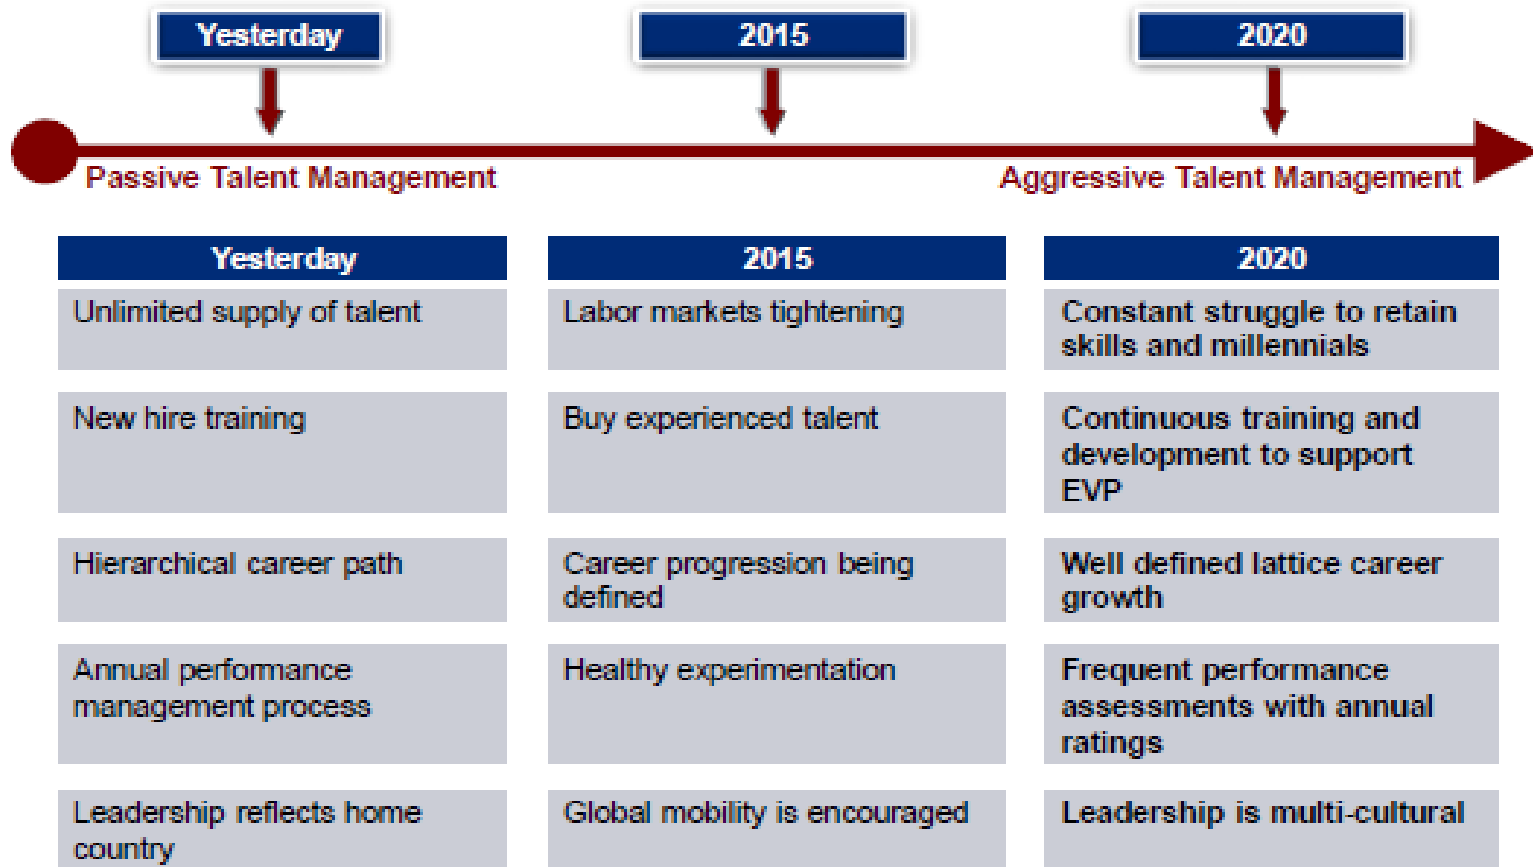 Yesterday
2015
2020
Passive Talent Management
Aggressive Talent Management
Yesterday
2015
2020
Unlimited supply of talent
Labor markets tightening
Constant struggle to retain
skills and millennials
New hire training
Buy experienced talent
Continuous training and
development to support
EVP
Hierarchical career path
Career progression being
defined
Well defined lattice career
growth
Annual performance
management process
Healthy experimentation
Frequent performance
assessments with annual
ratings
Leadership reflects home
country
Global mobility is encouraged
Leadership is multi-cultural